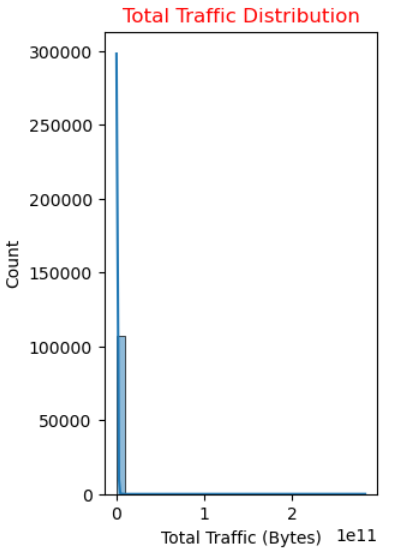 Total Traffic Distribution
300000
250000
200000
150000
100000
50000
0
Count
0 1 2
1e11
Total Traffic (Bytes)